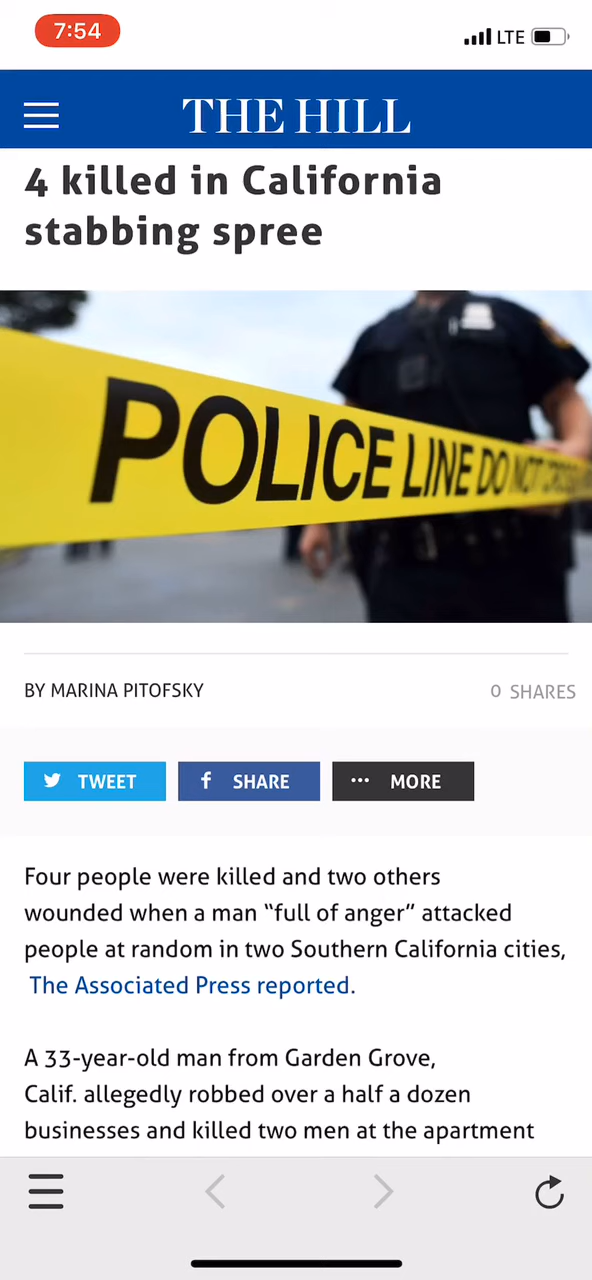 7:54
LTE
THE HILL
4 killed in California
stabbing spree
POLICE LINE DO NOT CROSS
BY MARINA PITOFSKY
0 SHARES
TWEET
SHARE
MORE
Four people were killed and two others
wounded when a man “full of anger” attacked
people at random in two Southern California cities,
The Associated Press reported.
A 33-year-old man from Garden Grove,
Calif. allegedly robbed over a half a dozen
businesses and killed two men at the apartment